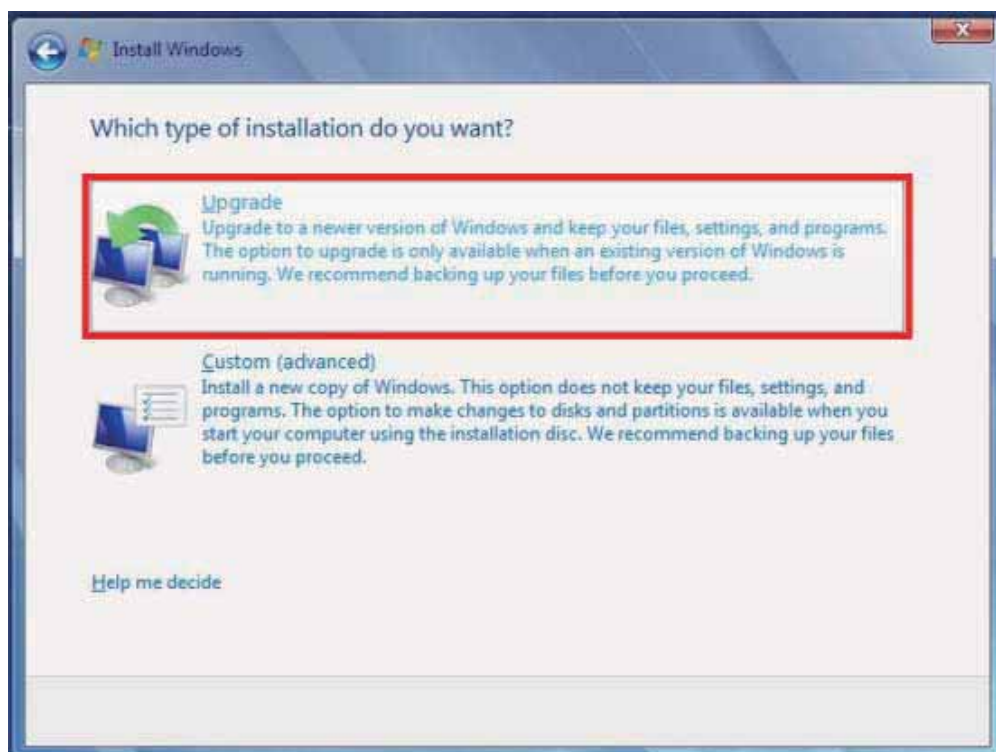 Install Windows
Which type of installation do you want?
Upgrade
Upgrade to a newer version of Windows and keep your files, settings, and programs.
The option to upgrade is only available when an existing version of Windows is
running. We recommend backing up your files before you proceed.
Custom (advanced)
Install a new copy of Windows. This option does not keep your files, settings, and
programs. The option to make changes to disks and partitions is available when you
start your computer using the installation disc. We recommend backing up your files
before you proceed.
Help me decide